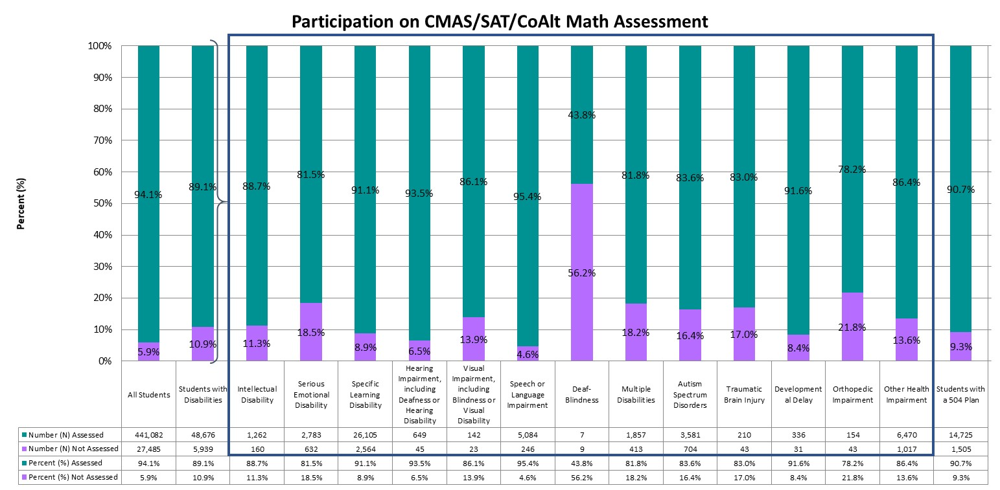 Participation on CMAS/SAT/CoAlt Math Assessment
Percent (%)
100%
90%
80%
70%
60%
50%
40%
30%
20%
10%
0%
94.1% 89.1% 88.7% 81.5% 91.1% 93.5% 86.1% 95.4% 43.8% 81.8% 83.6% 83.0% 91.6% 78.2% 86.4% 90.7%
5.9% 10.9% 11.3% 18.5% 8.9% 6.5% 13.9% 4.6% 56.2% 18.2% 16.4% 17.0% 8.4% 21.8% 13.6% 9.3%
All Students
Students with
Disabilities
Intellectual
Disability
Serious
Emotional
Disability
Specific
Learning
Disability
Hearing
Impairment,
including
Deafness or
Hearing
Disability
Visual
Impairment,
including
Blindness or
Visual
Disability
Speech or
Language
Impairment
Deaf-
Blindness
Multiple
Disabilities
Autism
Spectrum
Disorders
Traumatic
Brain Injury
Development
al Delay
Orthopedic
Impairment
Other Health
Impairment
Students with
a 504 Plan
Number (N) Assessed 441,082 48,676 1,262 2,783 26,105 649 142 5,084 7 1,857 3,581 210 336 154 6,470 14,725
Number (N) Not Assessed 27,485 5,939 160 632 2,564 45 23 246 9 413 704 43 31 43 1,017 1,505
Percent (%) Assessed 94.1% 89.1% 88.7% 81.5% 91.1% 93.5% 86.1% 95.4% 43.8% 81.8% 83.6% 83.0% 91.6% 78.2% 86.4% 90.7%
Percent (%) Not Assessed 5.9% 10.9% 11.3% 18.5% 8.9% 6.5% 13.9% 4.6% 56.2% 18.2% 16.4% 17.0% 8.4% 21.8% 13.6% 9.3%